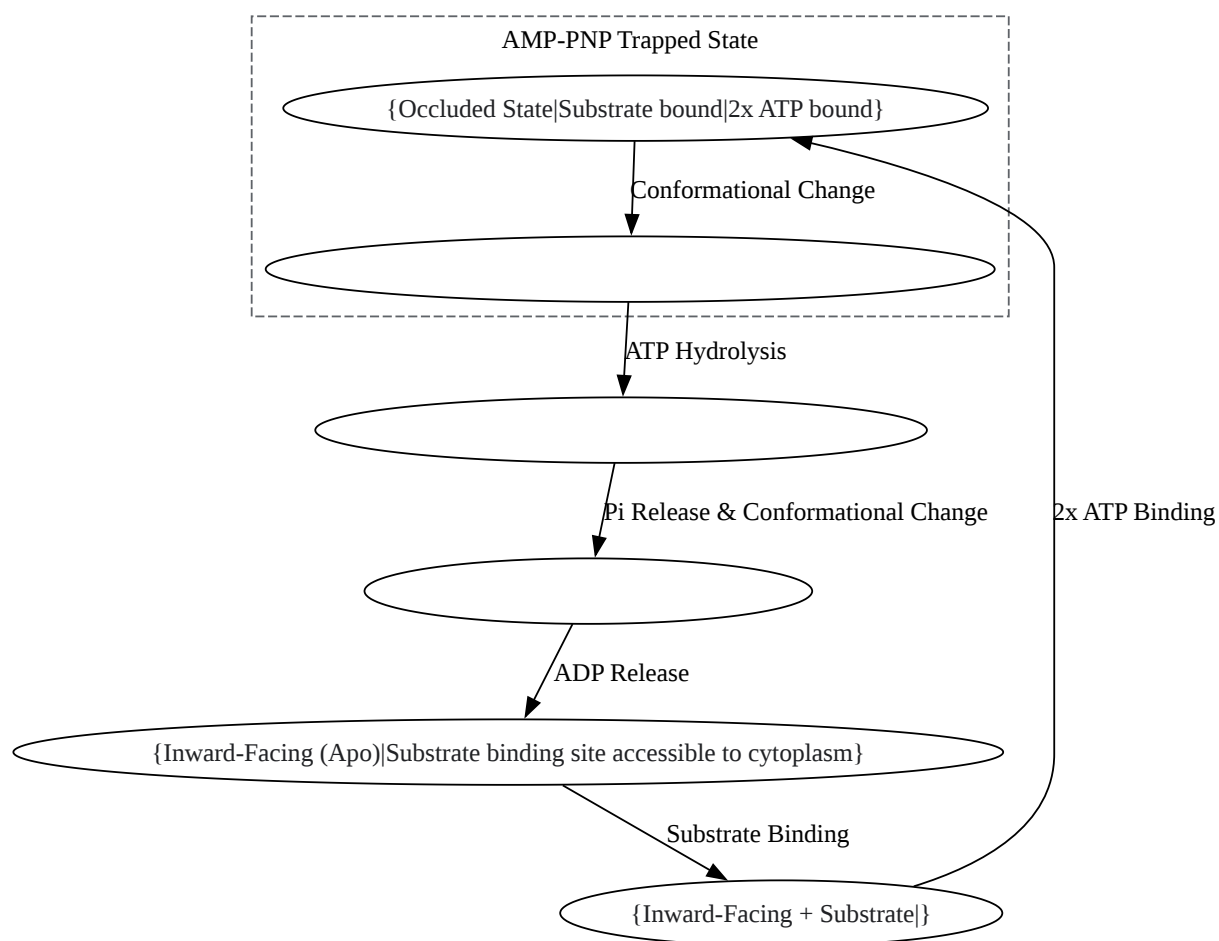 AMP-PNP Trapped State
{Occluded State|Substrate bound|2x ATP bound}
Conformational Change
ATP Hydrolysis
Pi Release & Conformational Change
2x ATP Binding
ADP Release
{Inward-Facing (Apo)|Substrate binding site accessible to cytoplasm}
Substrate Binding
{Inward-Facing + Substrate|}